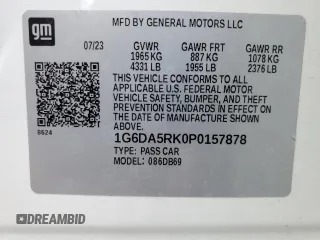 gm
MFD BY GENERAL MOTORS LLC
07/23
GVWR GAWR FRT GAWR RR
1965 KG 887 KG 1078 KG
4331 LB 1955 LB 2376 LB
THIS VEHICLE CONFORMS TO ALL
APPLICABLE U.S. FEDERAL MOTOR
VEHICLE SAFETY, BUMPER, AND THEFT
PREVENTION STANDARDS IN EFFECT ON
THE DATE OF MANUFACTURE SHOWN ABOVE.
6624
1G6DA5RK0P0157878
TYPE: PASS CAR
MODEL: 086DB69
DREAMBID